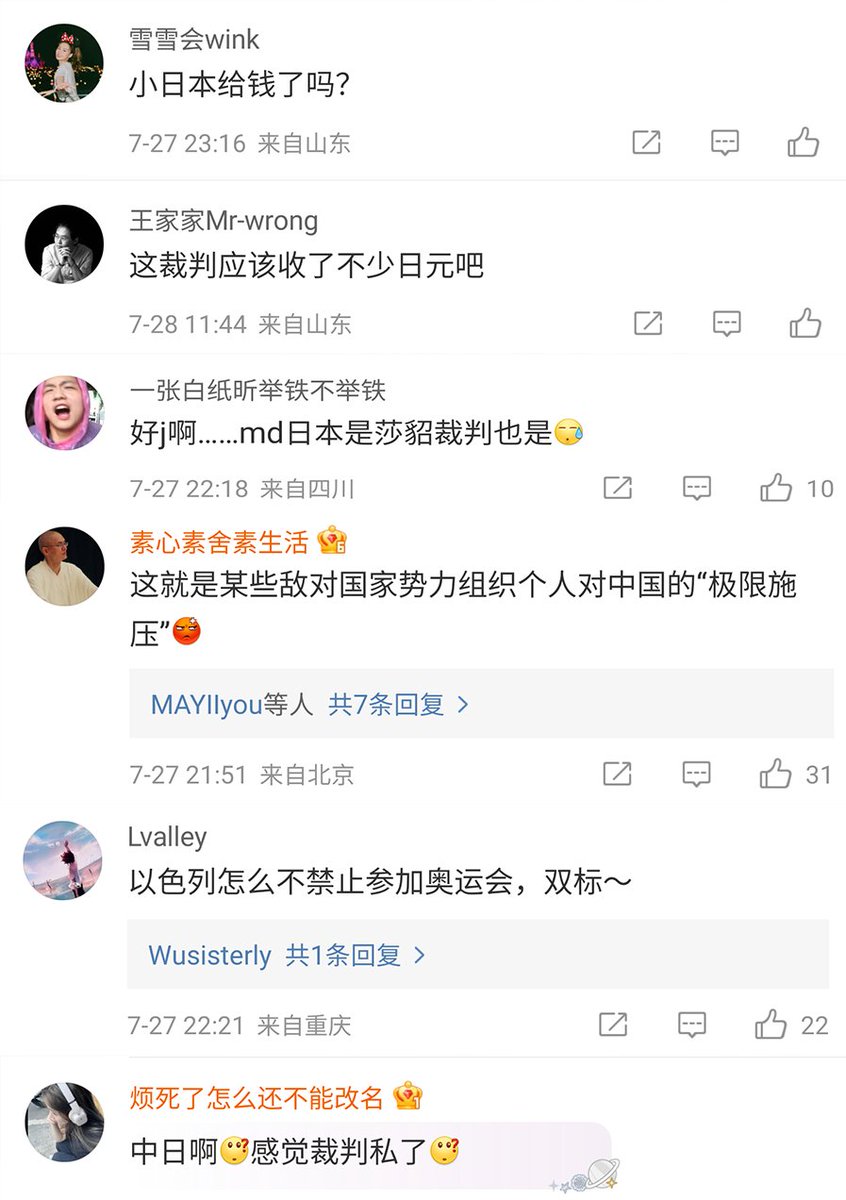 雪雪会wink
小日本给钱了吗？
7-27 23:16 来自山东
王家家Mr-wrong
这裁判应该收了不少日元吧
7-28 11:44 来自山东
一张白纸昕举铁不举铁
好j啊……md日本是莎貂裁判也是
7-27 22:18 来自四川
10
素心素舍素生活
这就是某些敌对国家势力组织个人对中国的“极限施
压”
MAYIIyou等人 共7条回复 >
7-27 21:51 来自北京
31
Lvalley
以色列怎么不禁止参加奥运会，双标～
Wusisterly 共1条回复 >
7-27 22:21 来自重庆
22
烦死了怎么还不能改名
中日啊感觉裁判私了